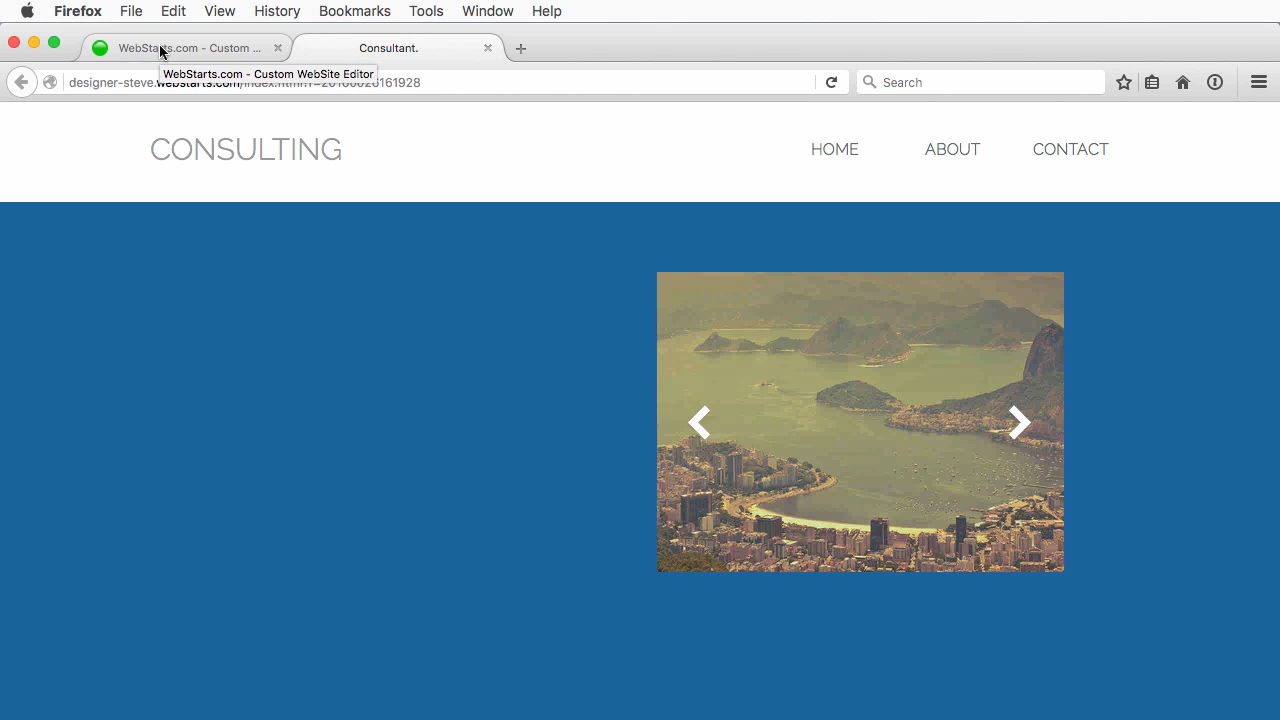 Firefox File Edit View History Bookmarks Tools Window Help
WebStarts.com - Custom ... Consultant.
WebStarts.com - Custom WebSite Editor
designer-steve.webstarts.com Search
CONSULTING HOME ABOUT CONTACT